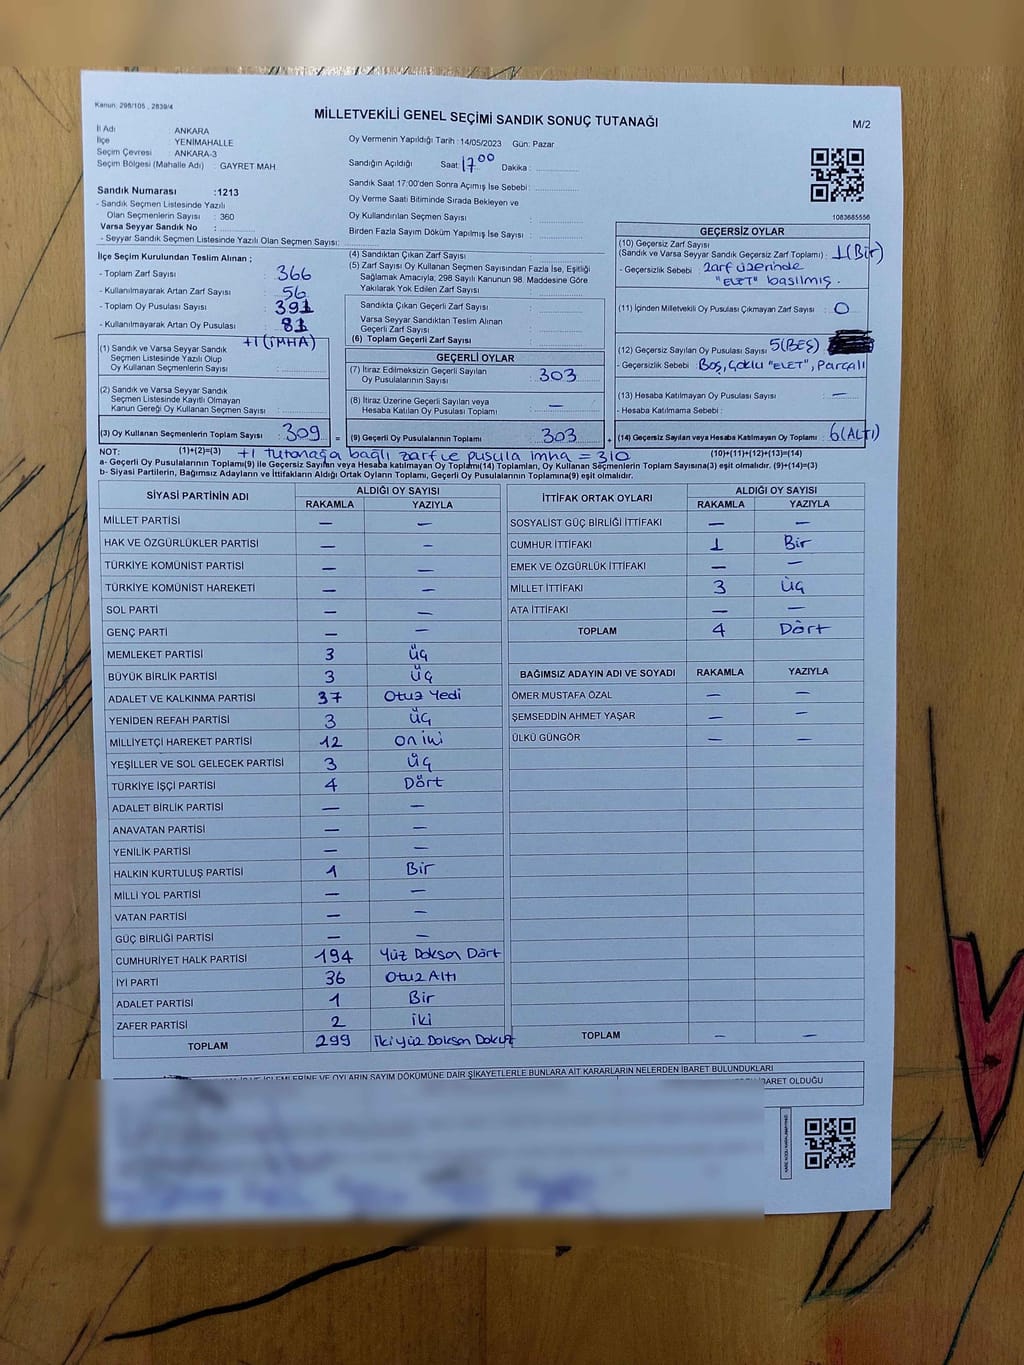 Kanun: 298/105 , 2839/4
MİLLETVEKİLİ GENEL SEÇİMİ SANDIK SONUÇ TUTANAĞI
M/2
İl Adı : ANKARA
İlçe : YENİMAHALLE
Seçim Çevresi : ANKARA-3
Seçim Bölgesi (Mahalle Adı) : GAYRET MAH.
Sandık Numarası :1213
- Sandık Seçmen Listesinde Yazılı
Olan Seçmenlerin Sayısı : 360
Varsa Seyyar Sandık No :
- Seyyar Sandık Seçmen Listesinde Yazılı Olan Seçmen Sayısı:
Oy Vermenin Yapıldığı Tarih : 14/05/2023 Gün: Pazar
Sandığın Açıldığı Saat: 17 00 Dakika :
Sandık Saat 17:00'den Sonra Açımış İse Sebebi :
Oy Verme Saati Bitiminde Sırada Bekleyen ve
Oy Kullandırılan Seçmen Sayısı :
Birden Fazla Sayım Döküm Yapılmış İse Sayısı :
1083685556
İlçe Seçim Kurulundan Teslim Alınan ;
- Toplam Zarf Sayısı : 366
- Kullanılmayarak Artan Zarf Sayısı : 56
- Toplam Oy Pusulası Sayısı : 391
- Kullanılmayarak Artan Oy Pusulası : 81
+1 (İMHA)
(1) Sandık ve Varsa Seyyar Sandık
Seçmen Listesinde Yazılı Olup
Oy Kullanan Seçmenlerin Sayısı :
(2) Sandık ve Varsa Seyyar Sandık
Seçmen Listesinde Kayıtlı Olmayan
Kanun Gereği Oy Kullanan Seçmen Sayısı :
(3) Oy Kullanan Seçmenlerin Toplam Sayısı : 309 =
(4) Sandıktan Çıkan Zarf Sayısı :
(5) Zarf Sayısı Oy Kullanan Seçmen Sayısından Fazla İse, Eşitliği
Sağlamak Amacıyla; 298 Sayılı Kanunun 98. Maddesine Göre
Yakılarak Yok Edilen Zarf Sayısı :
Sandıkta Çıkan Geçerli Zarf Sayısı :
Varsa Seyyar Sandıktan Teslim Alınan
Geçerli Zarf Sayısı :
(6) Toplam Geçerli Zarf Sayısı :
GEÇERLİ OYLAR
(7) İtiraz Edilmeksizin Geçerli Sayılan
Oy Pusulalarının Sayısı : 303
(8) İtiraz Üzerine Geçerli Sayılan veya
Hesaba Katılan Oy Pusulası Toplamı : —
(9) Geçerli Oy Pusulalarının Toplamı : 303 +
GEÇERSİZ OYLAR
(10) Geçersiz Zarf Sayısı
(Sandık ve Varsa Seyyar Sandık Geçersiz Zarf Toplamı) : 1 (Bir)
- Geçersizlik Sebebi : zarf üzerinde
"EVET" basılmış.
(11) İçinden Milletvekili Oy Pusulası Çıkmayan Zarf Sayısı : 0
(12) Geçersiz Sayılan Oy Pusulası Sayısı : 5 (BEŞ)
- Geçersizlik Sebebi : Boş, Çoklu "EVET", Parçalı
(13) Hesaba Katılmayan Oy Pusulası Sayısı : —
- Hesaba Katılmama Sebebi :
(14) Geçersiz Sayılan veya Hesaba Katılmayan Oy Toplamı : 6 (ALTI)
NOT: (1)+(2)=(3) +1 tutanağa bağlı zarf ve pusula imha = 310 (10)+(11)+(12)+(13)=(14)
a- Geçerli Oy Pusulalarının Toplamı(9) ile Geçersiz Sayılan veya Hesaba katılmayan Oy Toplamı(14) Toplamları, Oy Kullanan Seçmenlerin Toplam Sayısına(3) eşit olmalıdır. (9)+(14)=(3)
b- Siyasi Partilerin, Bağımsız Adayların ve İttifakların Aldığı Ortak Oyların Toplamı, Geçerli Oy Pusulalarının Toplamına(9) eşit olmalıdır.
SİYASİ PARTİNİN ADI ALDIĞI OY SAYISI
RAKAMLA YAZIYLA
MİLLET PARTİSİ — —
HAK VE ÖZGÜRLÜKLER PARTİSİ — —
TÜRKİYE KOMÜNİST PARTİSİ — —
TÜRKİYE KOMÜNİST HAREKETİ — —
SOL PARTİ — —
GENÇ PARTİ — —
MEMLEKET PARTİSİ 3 Üç
BÜYÜK BİRLİK PARTİSİ 3 Üç
ADALET VE KALKINMA PARTİSİ 37 Otuz Yedi
YENİDEN REFAH PARTİSİ 3 Üç
MİLLİYETÇİ HAREKET PARTİSİ 12 On iki
YEŞİLLER VE SOL GELECEK PARTİSİ 3 Üç
TÜRKİYE İŞÇİ PARTİSİ 4 Dört
ADALET BİRLİK PARTİSİ — —
ANAVATAN PARTİSİ — —
YENİLİK PARTİSİ — —
HALKIN KURTULUŞ PARTİSİ 1 Bir
MİLLİ YOL PARTİSİ — —
VATAN PARTİSİ — —
GÜÇ BİRLİĞİ PARTİSİ — —
CUMHURİYET HALK PARTİSİ 194 Yüz Doksan Dört
İYİ PARTİ 36 Otuz Altı
ADALET PARTİSİ 1 Bir
ZAFER PARTİSİ 2 iki
TOPLAM 299 İki Yüz Doksan Dokuz
İTTİFAK ORTAK OYLARI ALDIĞI OY SAYISI
RAKAMLA YAZIYLA
SOSYALİST GÜÇ BİRLİĞİ İTTİFAKI — —
CUMHUR İTTİFAKI 1 Bir
EMEK VE ÖZGÜRLÜK İTTİFAKI — —
MİLLET İTTİFAKI 3 Üç
ATA İTTİFAKI — —
TOPLAM 4 Dört
BAĞIMSIZ ADAYIN ADI VE SOYADI RAKAMLA YAZIYLA
ÖMER MUSTAFA ÖZAL — —
ŞEMSEDDİN AHMET YAŞAR — —
ÜLKÜ GÜNGÖR — —
TOPLAM — —
İŞLEMLERİNE VE OYLARIN SAYIM DÖKÜMÜNE DAİR ŞİKAYETLERLE BUNLARA AİT KARARLARIN NELERDEN İBARET BULUNDUKLARI
İBARET OLDUĞU